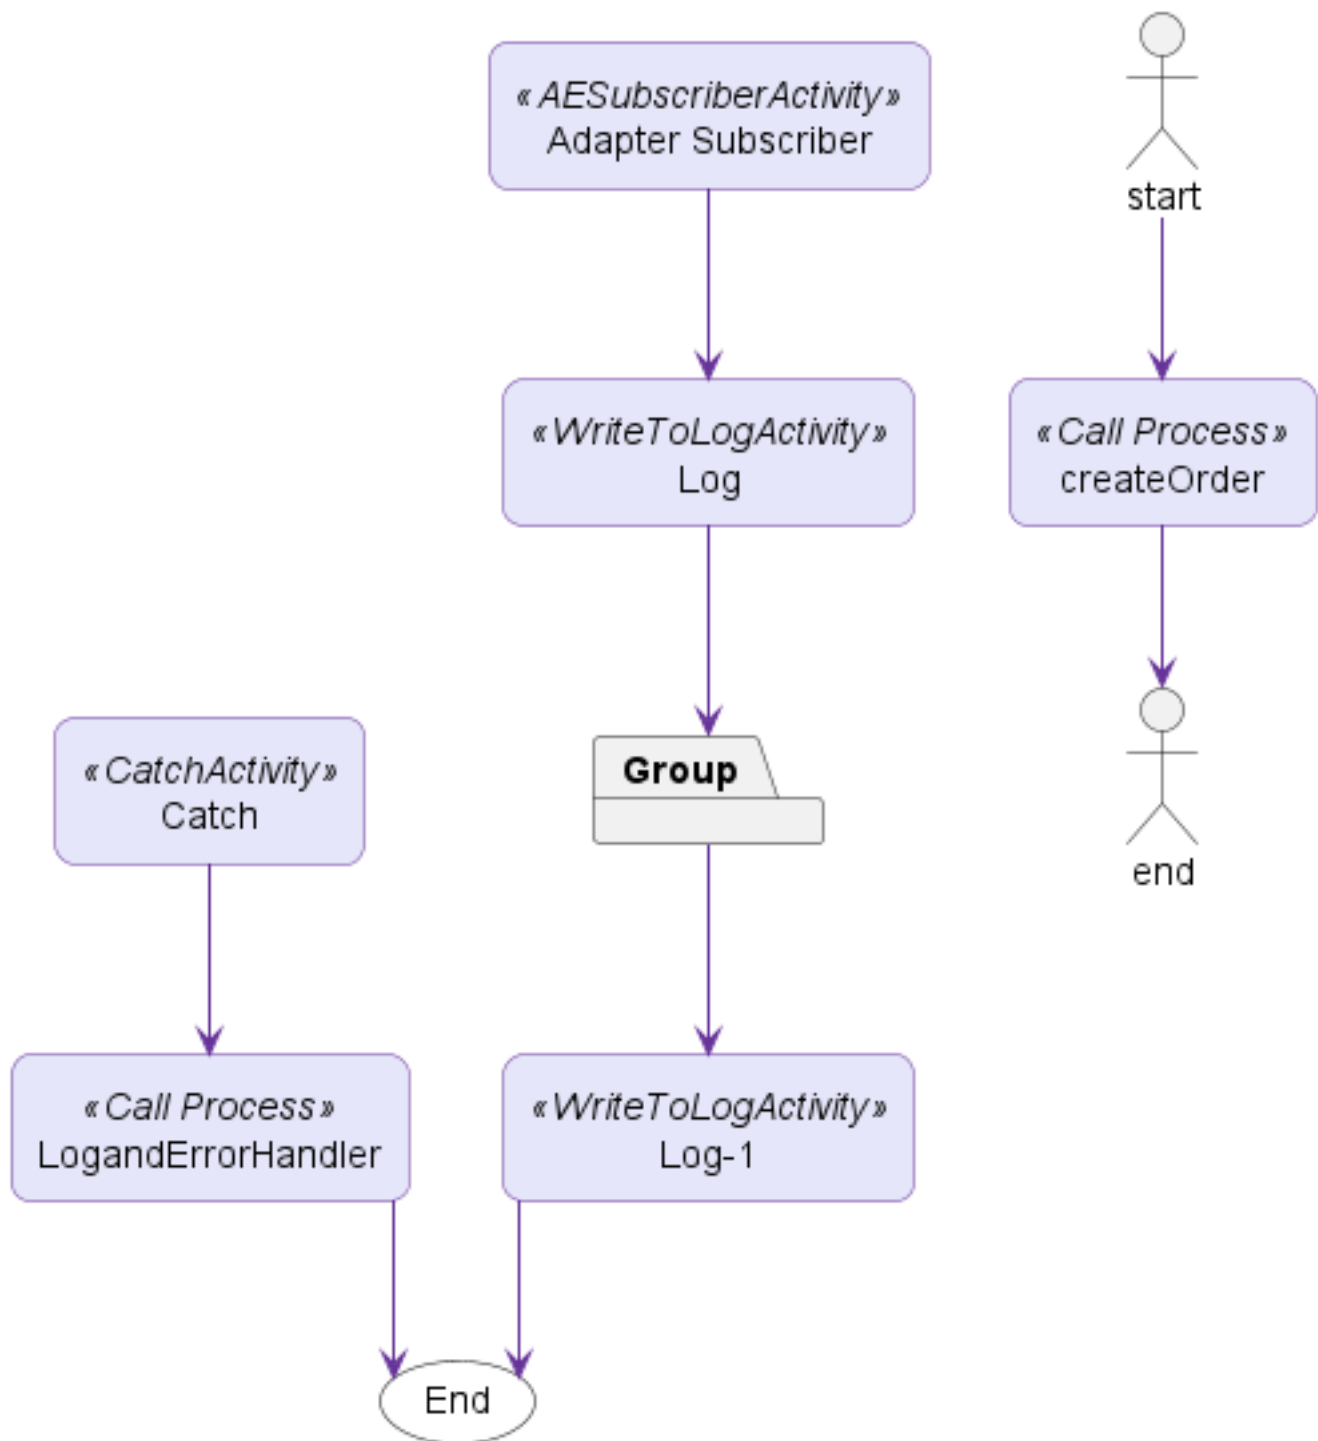 «AESubscriberActivity»
Adapter Subscriber
start
«WriteToLogActivity»
Log
«Call Process»
createOrder
Group
«CatchActivity»
Catch
end
«Call Process»
LogandErrorHandler
«WriteToLogActivity»
Log-1
End